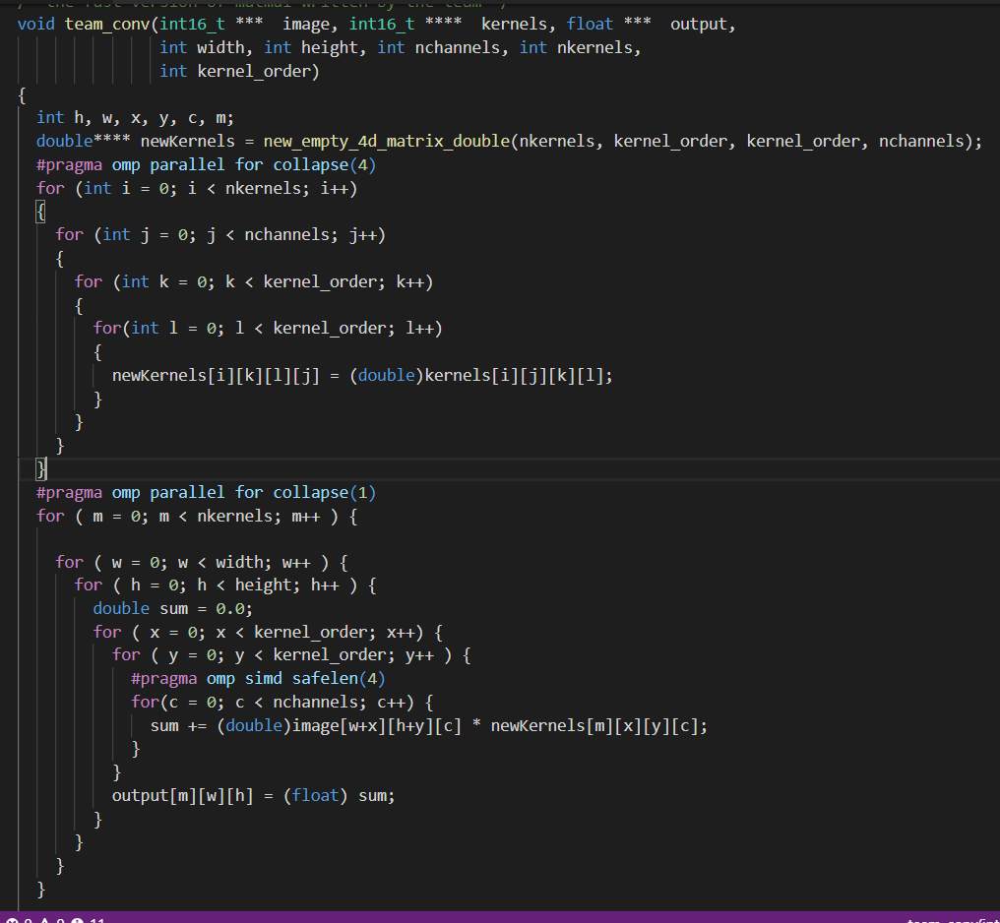 /* the fast version of matmul written by the team */
void team_conv(int16_t *** image, int16_t **** kernels, float *** output,
int width, int height, int nchannels, int nkernels,
int kernel_order)
{
int h, w, x, y, c, m;
double**** newKernels = new_empty_4d_matrix_double(nkernels, kernel_order, kernel_order, nchannels);
#pragma omp parallel for collapse(4)
for (int i = 0; i < nkernels; i++)
{
for (int j = 0; j < nchannels; j++)
{
for (int k = 0; k < kernel_order; k++)
{
for(int l = 0; l < kernel_order; l++)
{
newKernels[i][k][l][j] = (double)kernels[i][j][k][l];
}
}
}
}
#pragma omp parallel for collapse(1)
for ( m = 0; m < nkernels; m++ ) {
for ( w = 0; w < width; w++ ) {
for ( h = 0; h < height; h++ ) {
double sum = 0.0;
for ( x = 0; x < kernel_order; x++) {
for ( y = 0; y < kernel_order; y++ ) {
#pragma omp simd safelen(4)
for(c = 0; c < nchannels; c++) {
sum += (double)image[w+x][h+y][c] * newKernels[m][x][y][c];
}
}
output[m][w][h] = (float) sum;
}
}
}
}